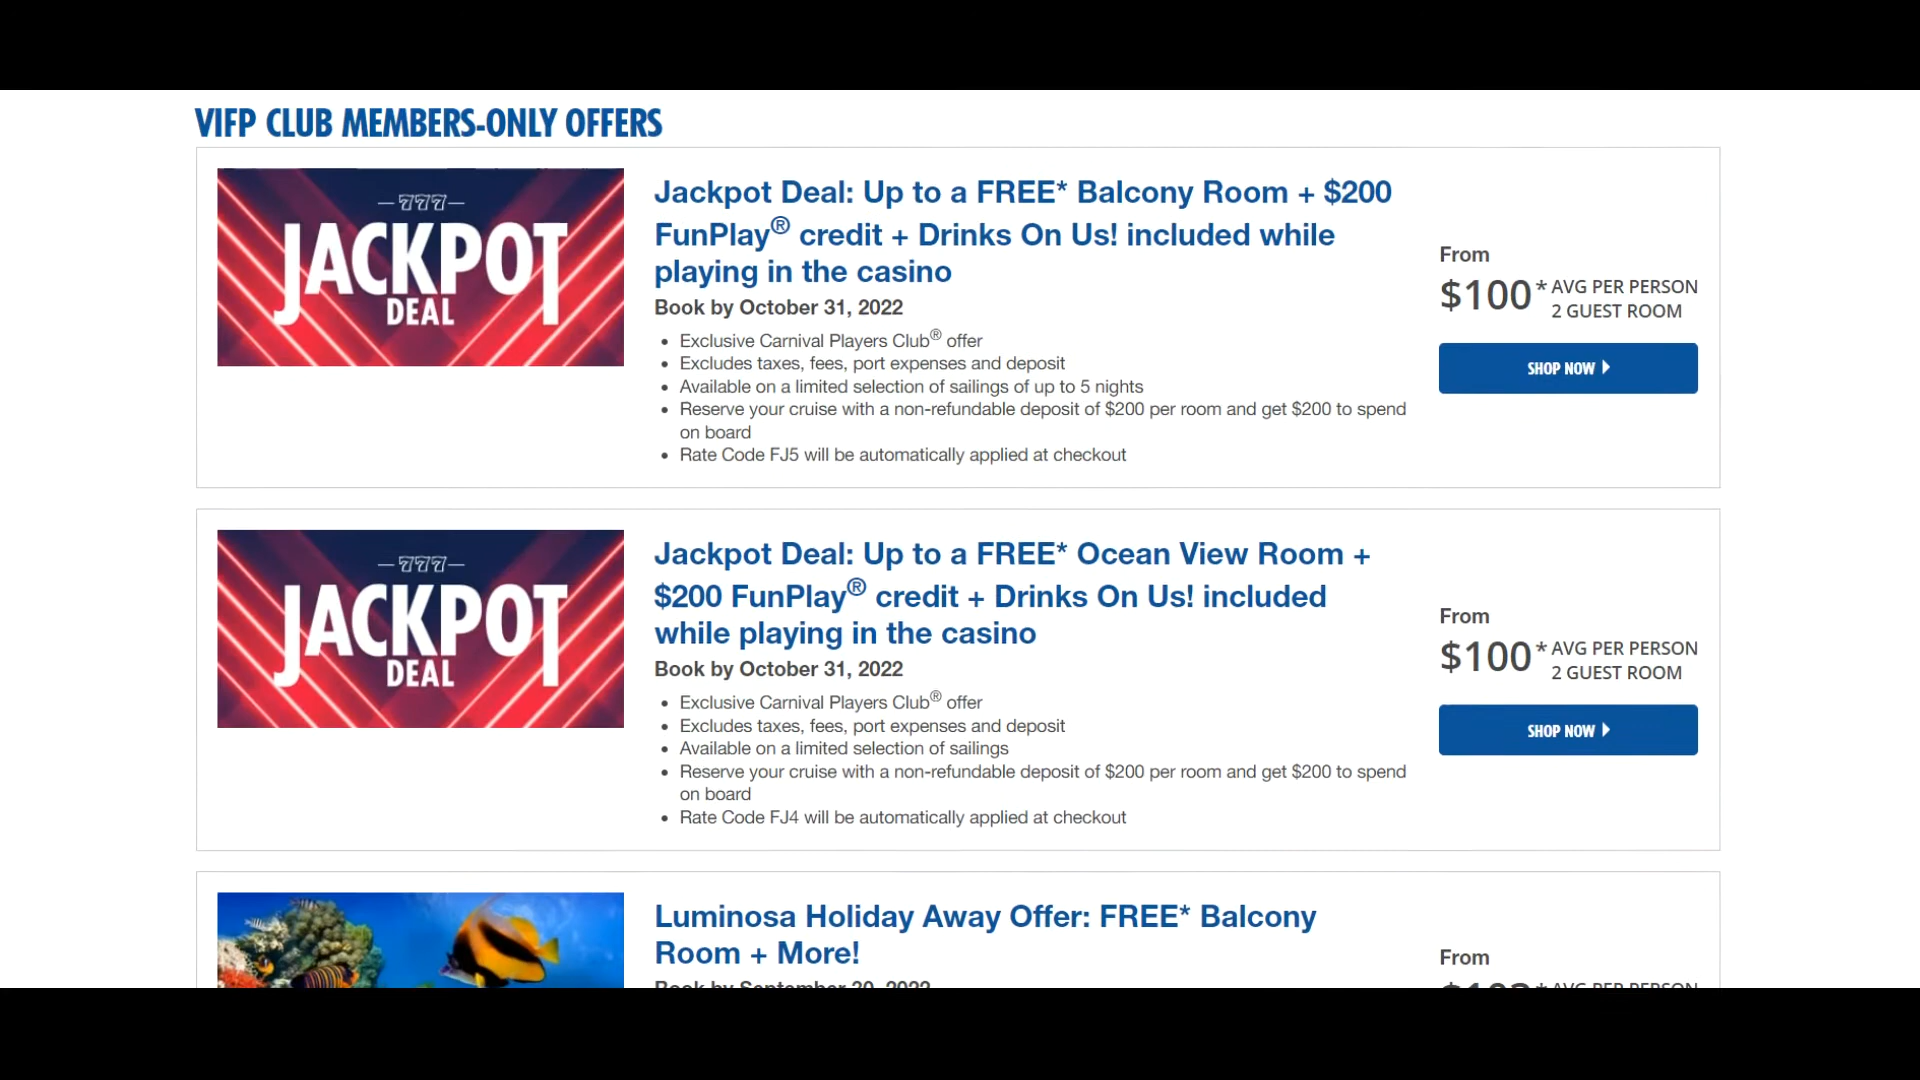 VIFP CLUB MEMBERS-ONLY OFFERS
777
JACKPOT
DEAL
Jackpot Deal: Up to a FREE* Balcony Room + $200
FunPlay® credit + Drinks On Us! included while
playing in the casino
Book by October 31, 2022
• Exclusive Carnival Players Club® offer
• Excludes taxes, fees, port expenses and deposit
• Available on a limited selection of sailings of up to 5 nights
• Reserve your cruise with a non-refundable deposit of $200 per room and get $200 to spend
on board
• Rate Code FJ5 will be automatically applied at checkout
From
$100* AVG PER PERSON
2 GUEST ROOM
SHOP NOW
777
JACKPOT
DEAL
Jackpot Deal: Up to a FREE* Ocean View Room +
$200 FunPlay® credit + Drinks On Us! included
while playing in the casino
Book by October 31, 2022
• Exclusive Carnival Players Club® offer
• Excludes taxes, fees, port expenses and deposit
• Available on a limited selection of sailings
• Reserve your cruise with a non-refundable deposit of $200 per room and get $200 to spend
on board
• Rate Code FJ4 will be automatically applied at checkout
From
$100* AVG PER PERSON
2 GUEST ROOM
SHOP NOW
Luminosa Holiday Away Offer: FREE* Balcony
Room + More!
Book by September 2022
From
AVG PER PERSON